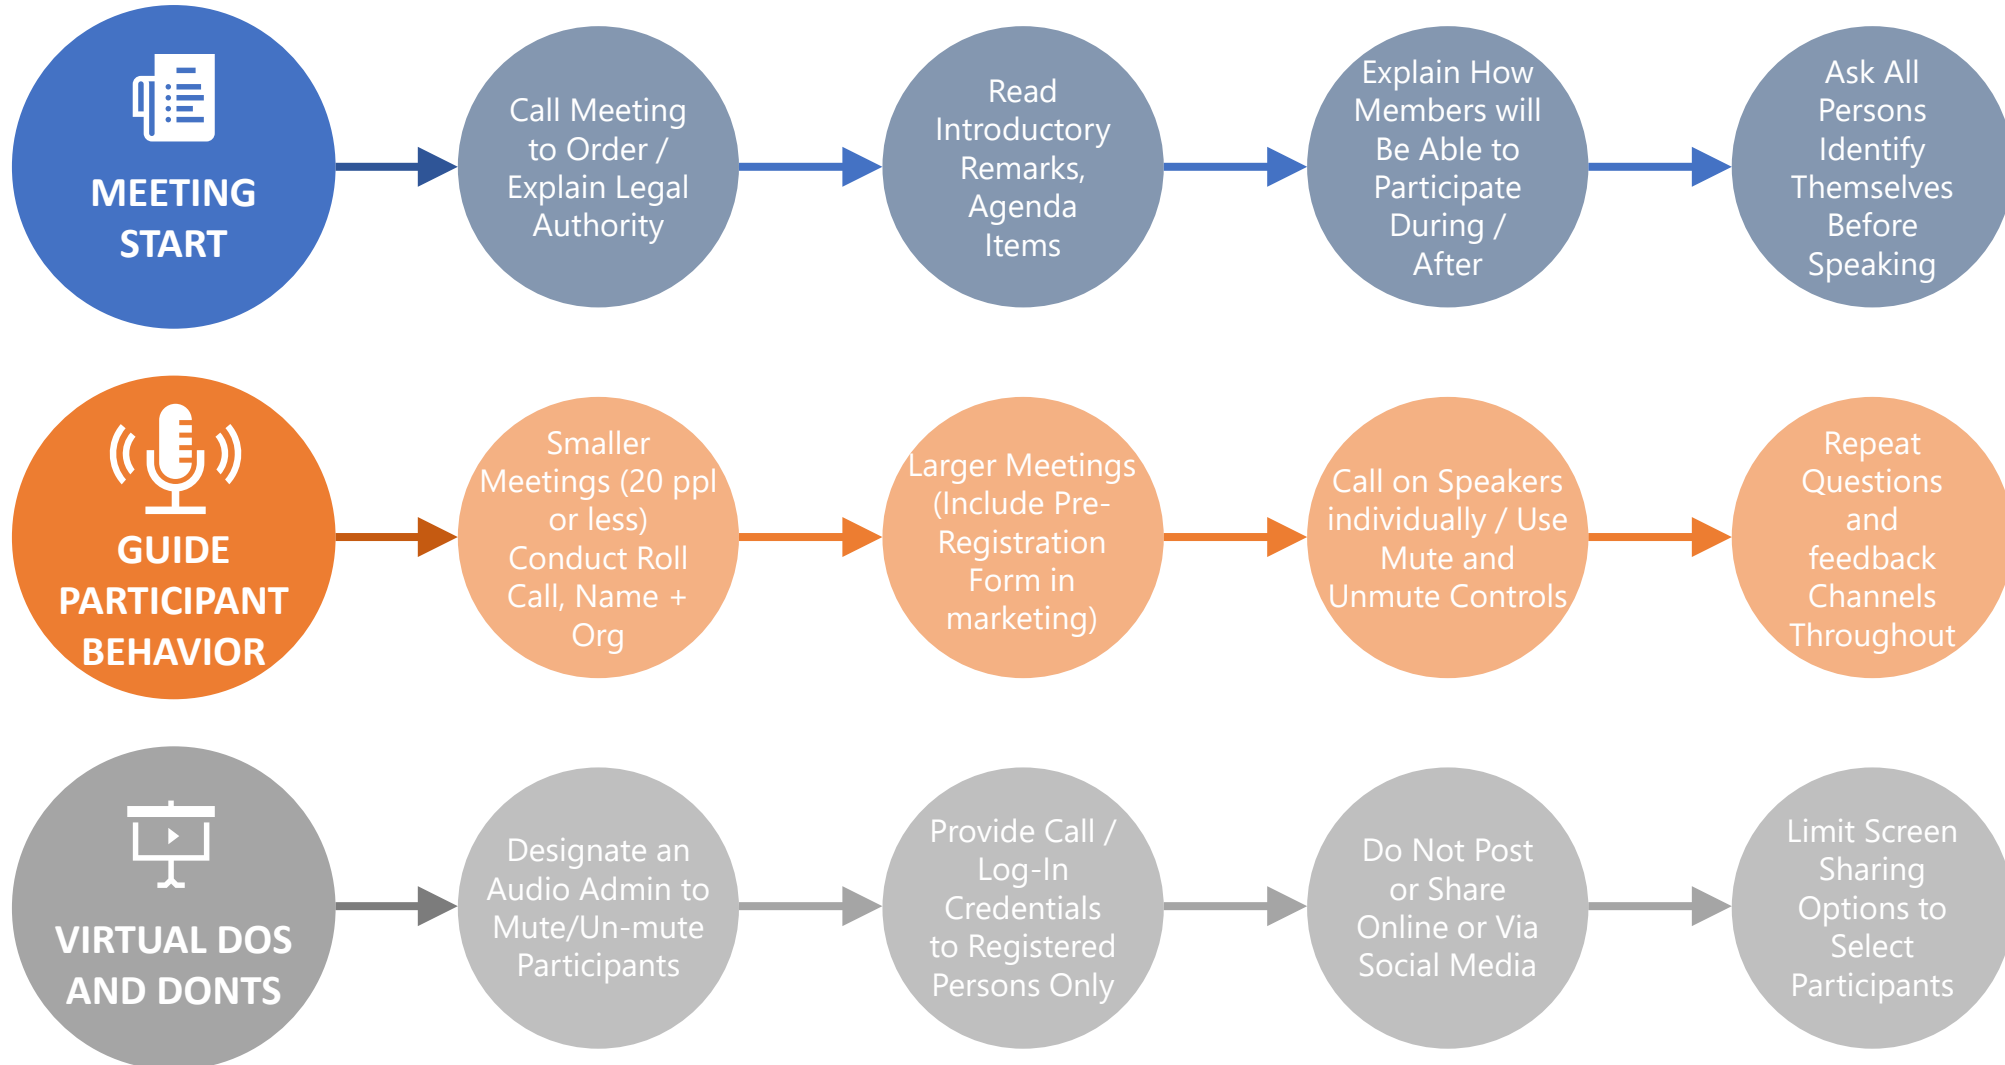 MEETING
START
Call Meeting
to Order /
Explain Legal
Authority
Read
Introductory
Remarks,
Agenda
Items
Explain How
Members will
Be Able to
Participate
During /
After
Ask All
Persons
Identify
Themselves
Before
Speaking
GUIDE
PARTICIPANT
BEHAVIOR
Smaller
Meetings (20 ppl
or less)
Conduct Roll
Call, Name +
Org
Larger Meetings
(Include Pre-
Registration
Form in
marketing)
Call on Speakers
individually / Use
Mute and
Unmute Controls
Repeat
Questions
and
feedback
Channels
Throughout
VIRTUAL DOS
AND DONTS
Designate an
Audio Admin to
Mute/Un-mute
Participants
Provide Call /
Log-In
Credentials
to Registered
Persons Only
Do Not Post
or Share
Online or Via
Social Media
Limit Screen
Sharing
Options to
Select
Participants